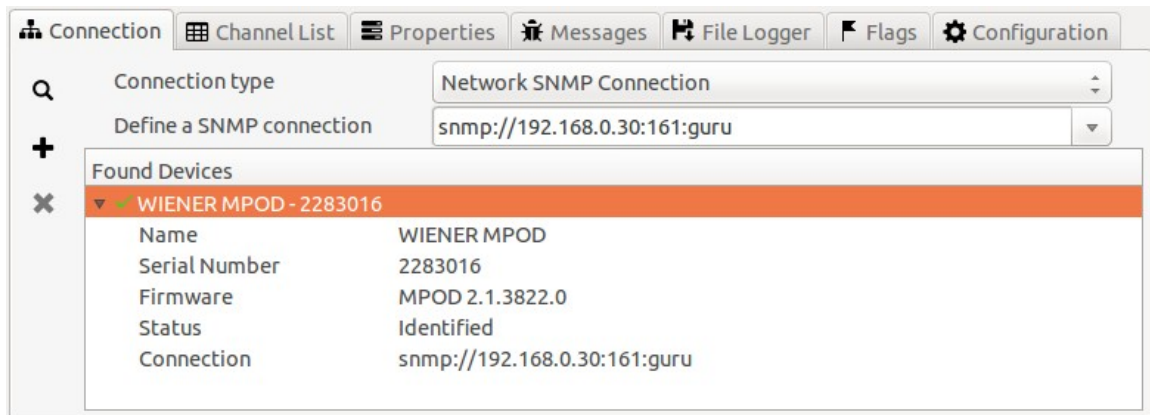 Connection Channel List Properties Messages File Logger Flags Configuration
Connection type Network SNMP Connection
Define a SNMP connection snmp://192.168.0.30:161:guru
Found Devices
WIENER MPOD - 2283016
Name WIENER MPOD
Serial Number 2283016
Firmware MPOD 2.1.3822.0
Status Identified
Connection snmp://192.168.0.30:161:guru